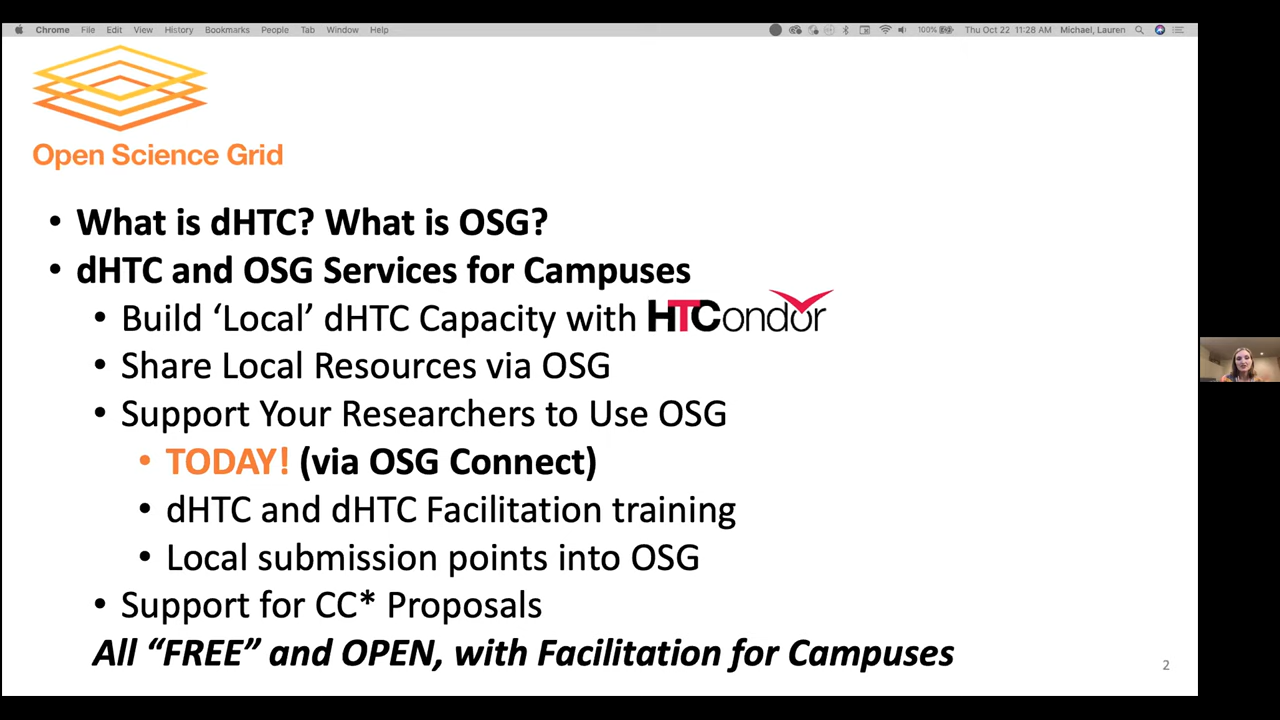 Chrome File Edit View History Bookmarks People Tab Window Help 100% Thu Oct 22 11:28 AM Michael, Lauren
Open Science Grid
• What is dHTC? What is OSG?
• dHTC and OSG Services for Campuses
• Build ‘Local’ dHTC Capacity with HTCondor
• Share Local Resources via OSG
• Support Your Researchers to Use OSG
• TODAY! (via OSG Connect)
• dHTC and dHTC Facilitation training
• Local submission points into OSG
• Support for CC* Proposals
All “FREE” and OPEN, with Facilitation for Campuses
2